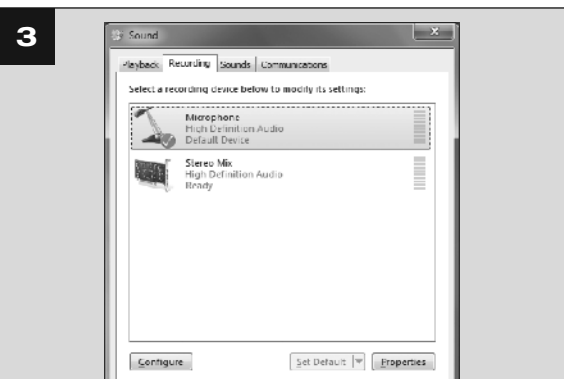 3
Sound
Playback Recording Sounds Communications
Select a recording device below to modify its settings:
Microphone
High Definition Audio
Default Device
Stereo Mix
High Definition Audio
Ready
Configure Set Default Properties